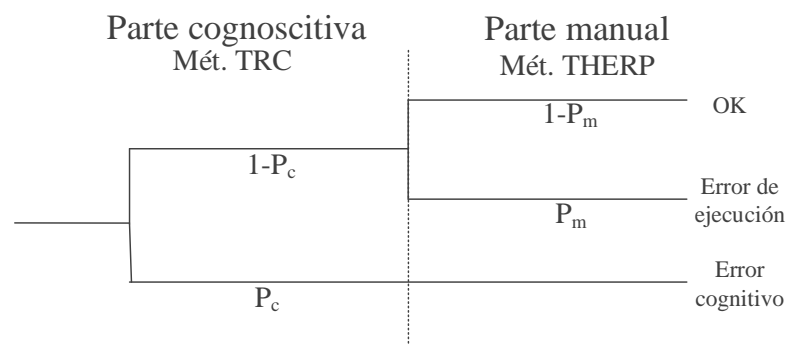 Parte cognoscitiva
Mét. TRC
Parte manual
Mét. THERP
1-Pm
OK
1-Pc
Pm
Error de
ejecución
Pc
Error
cognitivo